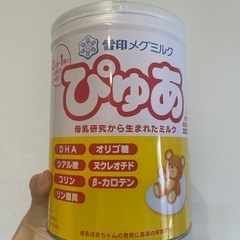 雪印メグミルク
ぴゅあ
母乳研究から生まれたミルク
DHA
オリゴ糖
シアル酸
ヌクレオチド
コリン
β-カロテン
リン脂質